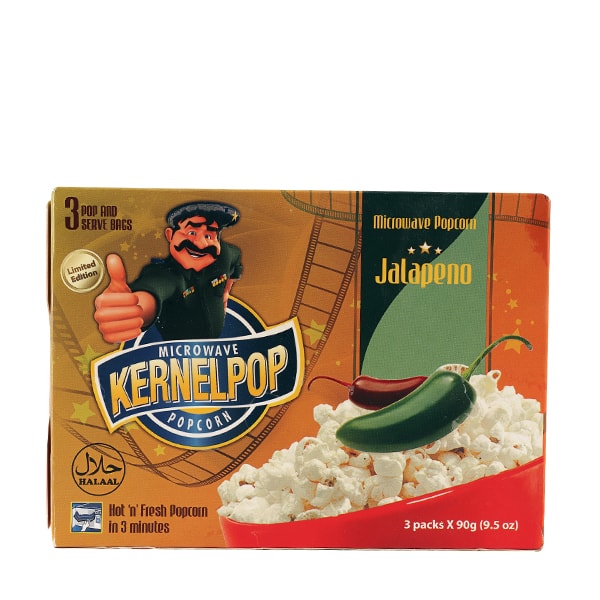 3 POP AND
SERVE BAGS
Limited
Edition
Microwave Popcorn
Jalapeno
MICROWAVE
KERNELPOP
POPCORN
حلال
HALAAL
Hot 'n' Fresh Popcorn
in 3 minutes
3 packs X 90g (9.5 oz)